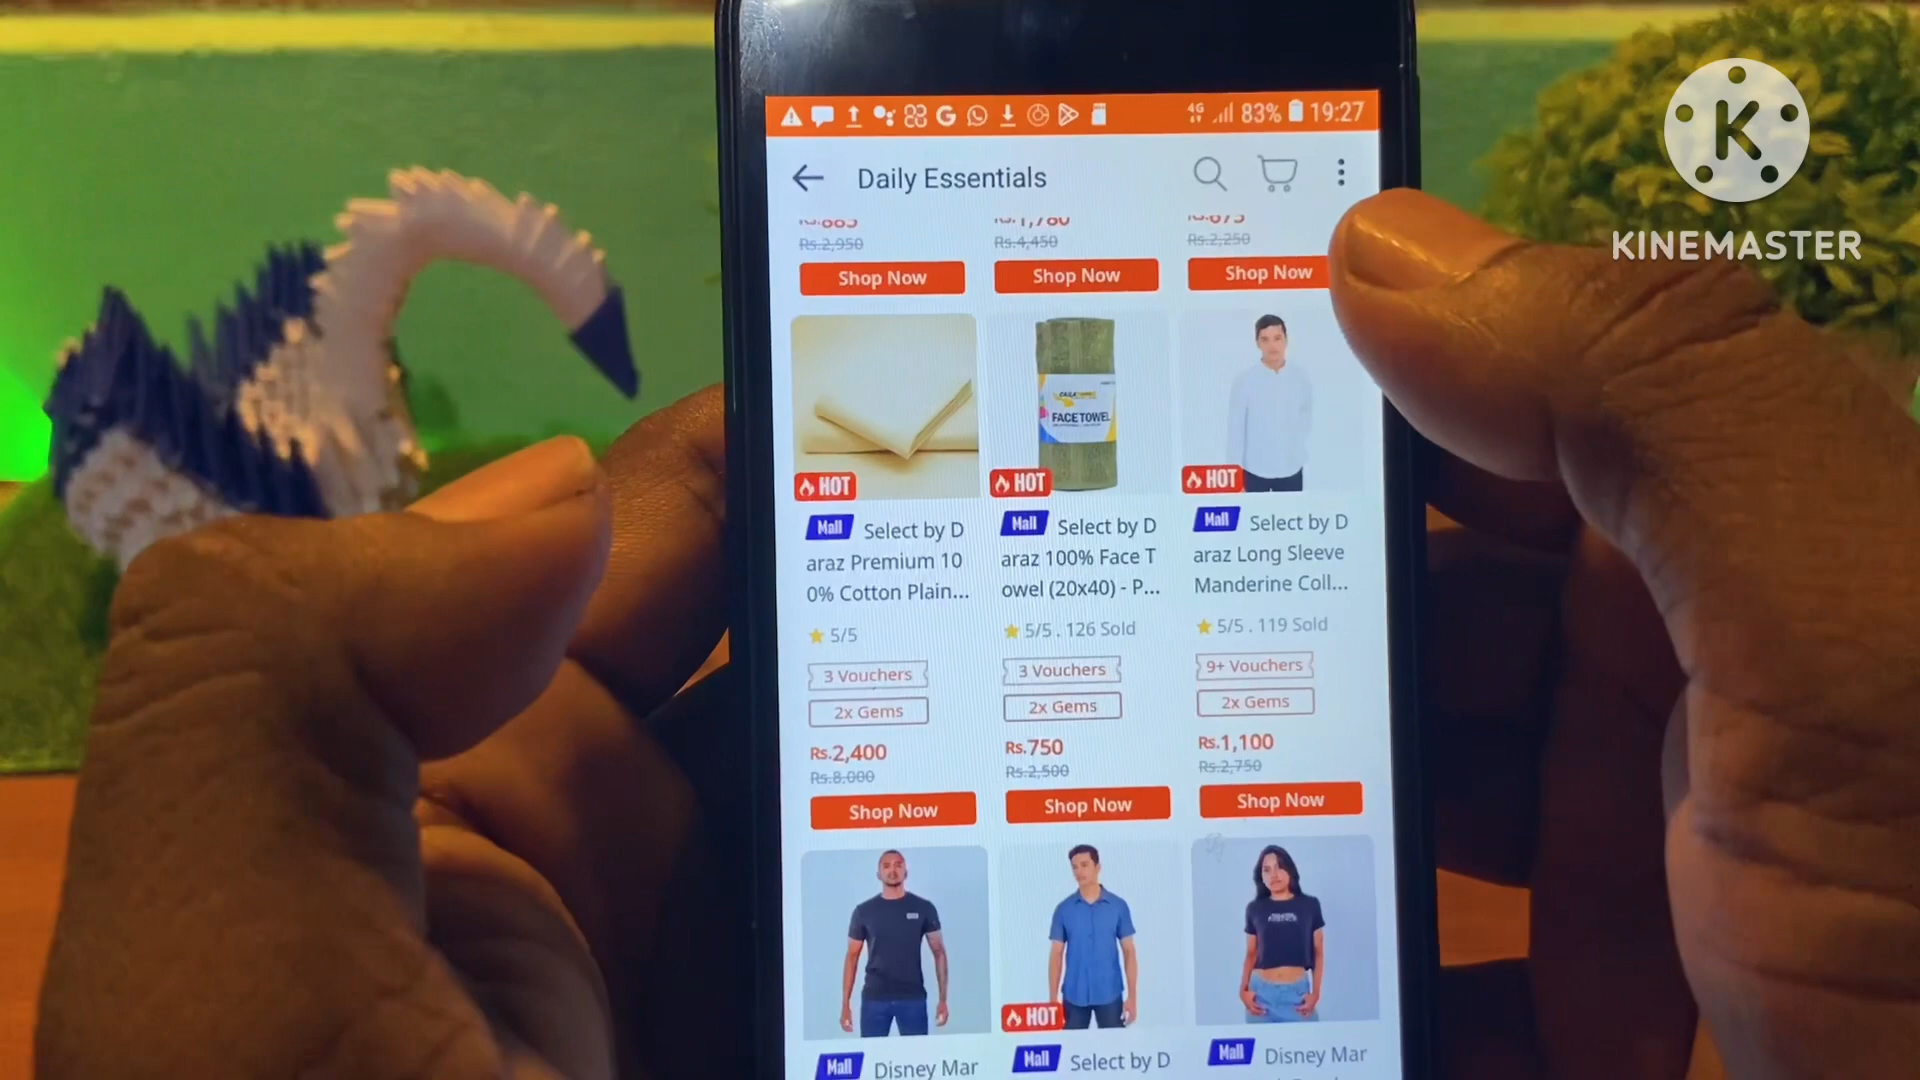 4G 83% 19:27
K
KINEMASTER
Daily Essentials
Rs.2,950 Rs.4,450 Rs.2,250
Shop Now Shop Now Shop Now
CASA
FACE TOWEL
HOT HOT HOT
Mall Select by D Mall Select by D Mall Select by D
araz Premium 10 araz 100% Face T araz Long Sleeve
0% Cotton Plain... owel (20x40) - P... Manderine Coll...
5/5 5/5 . 126 Sold 5/5 . 119 Sold
3 Vouchers 3 Vouchers 9+ Vouchers
2x Gems 2x Gems 2x Gems
Rs.2,400 Rs.750 Rs.1,100
Rs.8,000 Rs.2,500 Rs.2,750
Shop Now Shop Now Shop Now
HOT
Mall Disney Mar Mall Select by D Mall Disney Mar